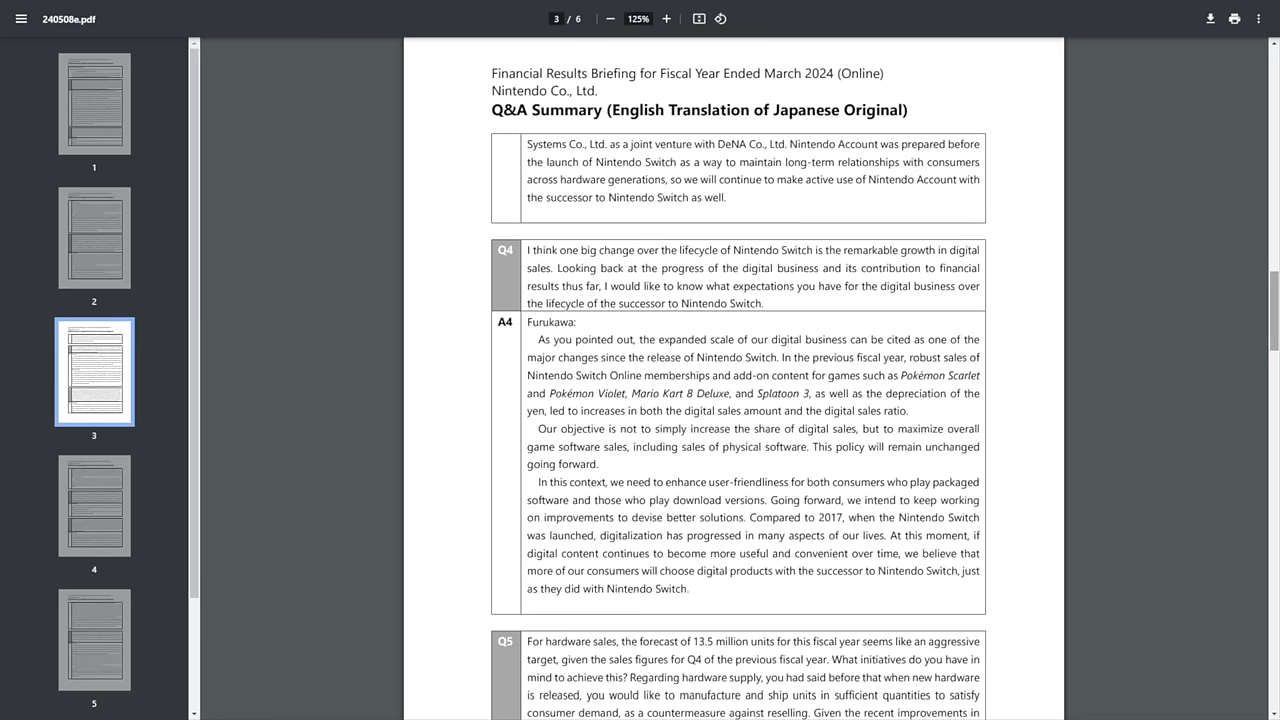 240508e.pdf
3 / 6
125%
1
2
3
4
5
Financial Results Briefing for Fiscal Year Ended March 2024 (Online)
Nintendo Co., Ltd.
Q&A Summary (English Translation of Japanese Original)
Systems Co., Ltd. as a joint venture with DeNA Co., Ltd. Nintendo Account was prepared before
the launch of Nintendo Switch as a way to maintain long-term relationships with consumers
across hardware generations, so we will continue to make active use of Nintendo Account with
the successor to Nintendo Switch as well.
Q4
I think one big change over the lifecycle of Nintendo Switch is the remarkable growth in digital
sales. Looking back at the progress of the digital business and its contribution to financial
results thus far, I would like to know what expectations you have for the digital business over
the lifecycle of the successor to Nintendo Switch.
A4
Furukawa:
As you pointed out, the expanded scale of our digital business can be cited as one of the
major changes since the release of Nintendo Switch. In the previous fiscal year, robust sales of
Nintendo Switch Online memberships and add-on content for games such as Pokémon Scarlet
and Pokémon Violet, Mario Kart 8 Deluxe, and Splatoon 3, as well as the depreciation of the
yen, led to increases in both the digital sales amount and the digital sales ratio.
Our objective is not to simply increase the share of digital sales, but to maximize overall
game software sales, including sales of physical software. This policy will remain unchanged
going forward.
In this context, we need to enhance user-friendliness for both consumers who play packaged
software and those who play download versions. Going forward, we intend to keep working
on improvements to devise better solutions. Compared to 2017, when the Nintendo Switch
was launched, digitalization has progressed in many aspects of our lives. At this moment, if
digital content continues to become more useful and convenient over time, we believe that
more of our consumers will choose digital products with the successor to Nintendo Switch, just
as they did with Nintendo Switch.
Q5
For hardware sales, the forecast of 13.5 million units for this fiscal year seems like an aggressive
target, given the sales figures for Q4 of the previous fiscal year. What initiatives do you have in
mind to achieve this? Regarding hardware supply, you had said before that when new hardware
is released, you would like to manufacture and ship units in sufficient quantities to satisfy
consumer demand, as a countermeasure against reselling. Given the recent improvements in